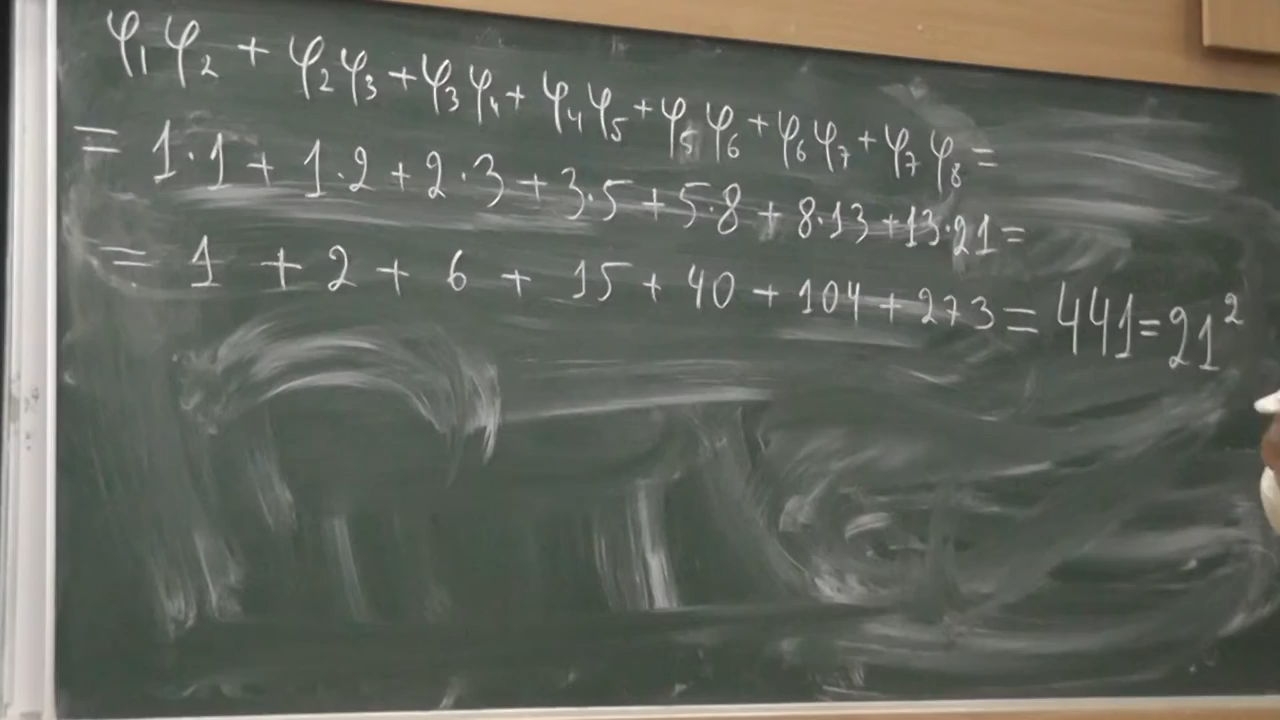 φ₁φ₂ + φ₂φ₃ + φ₃φ₄ + φ₄φ₅ + φ₅φ₆ + φ₆φ₇ + φ₇φ₈ =
= 1·1 + 1·2 + 2·3 + 3·5 + 5·8 + 8·13 + 13·21 =
= 1 + 2 + 6 + 15 + 40 + 104 + 273 = 441 = 21²